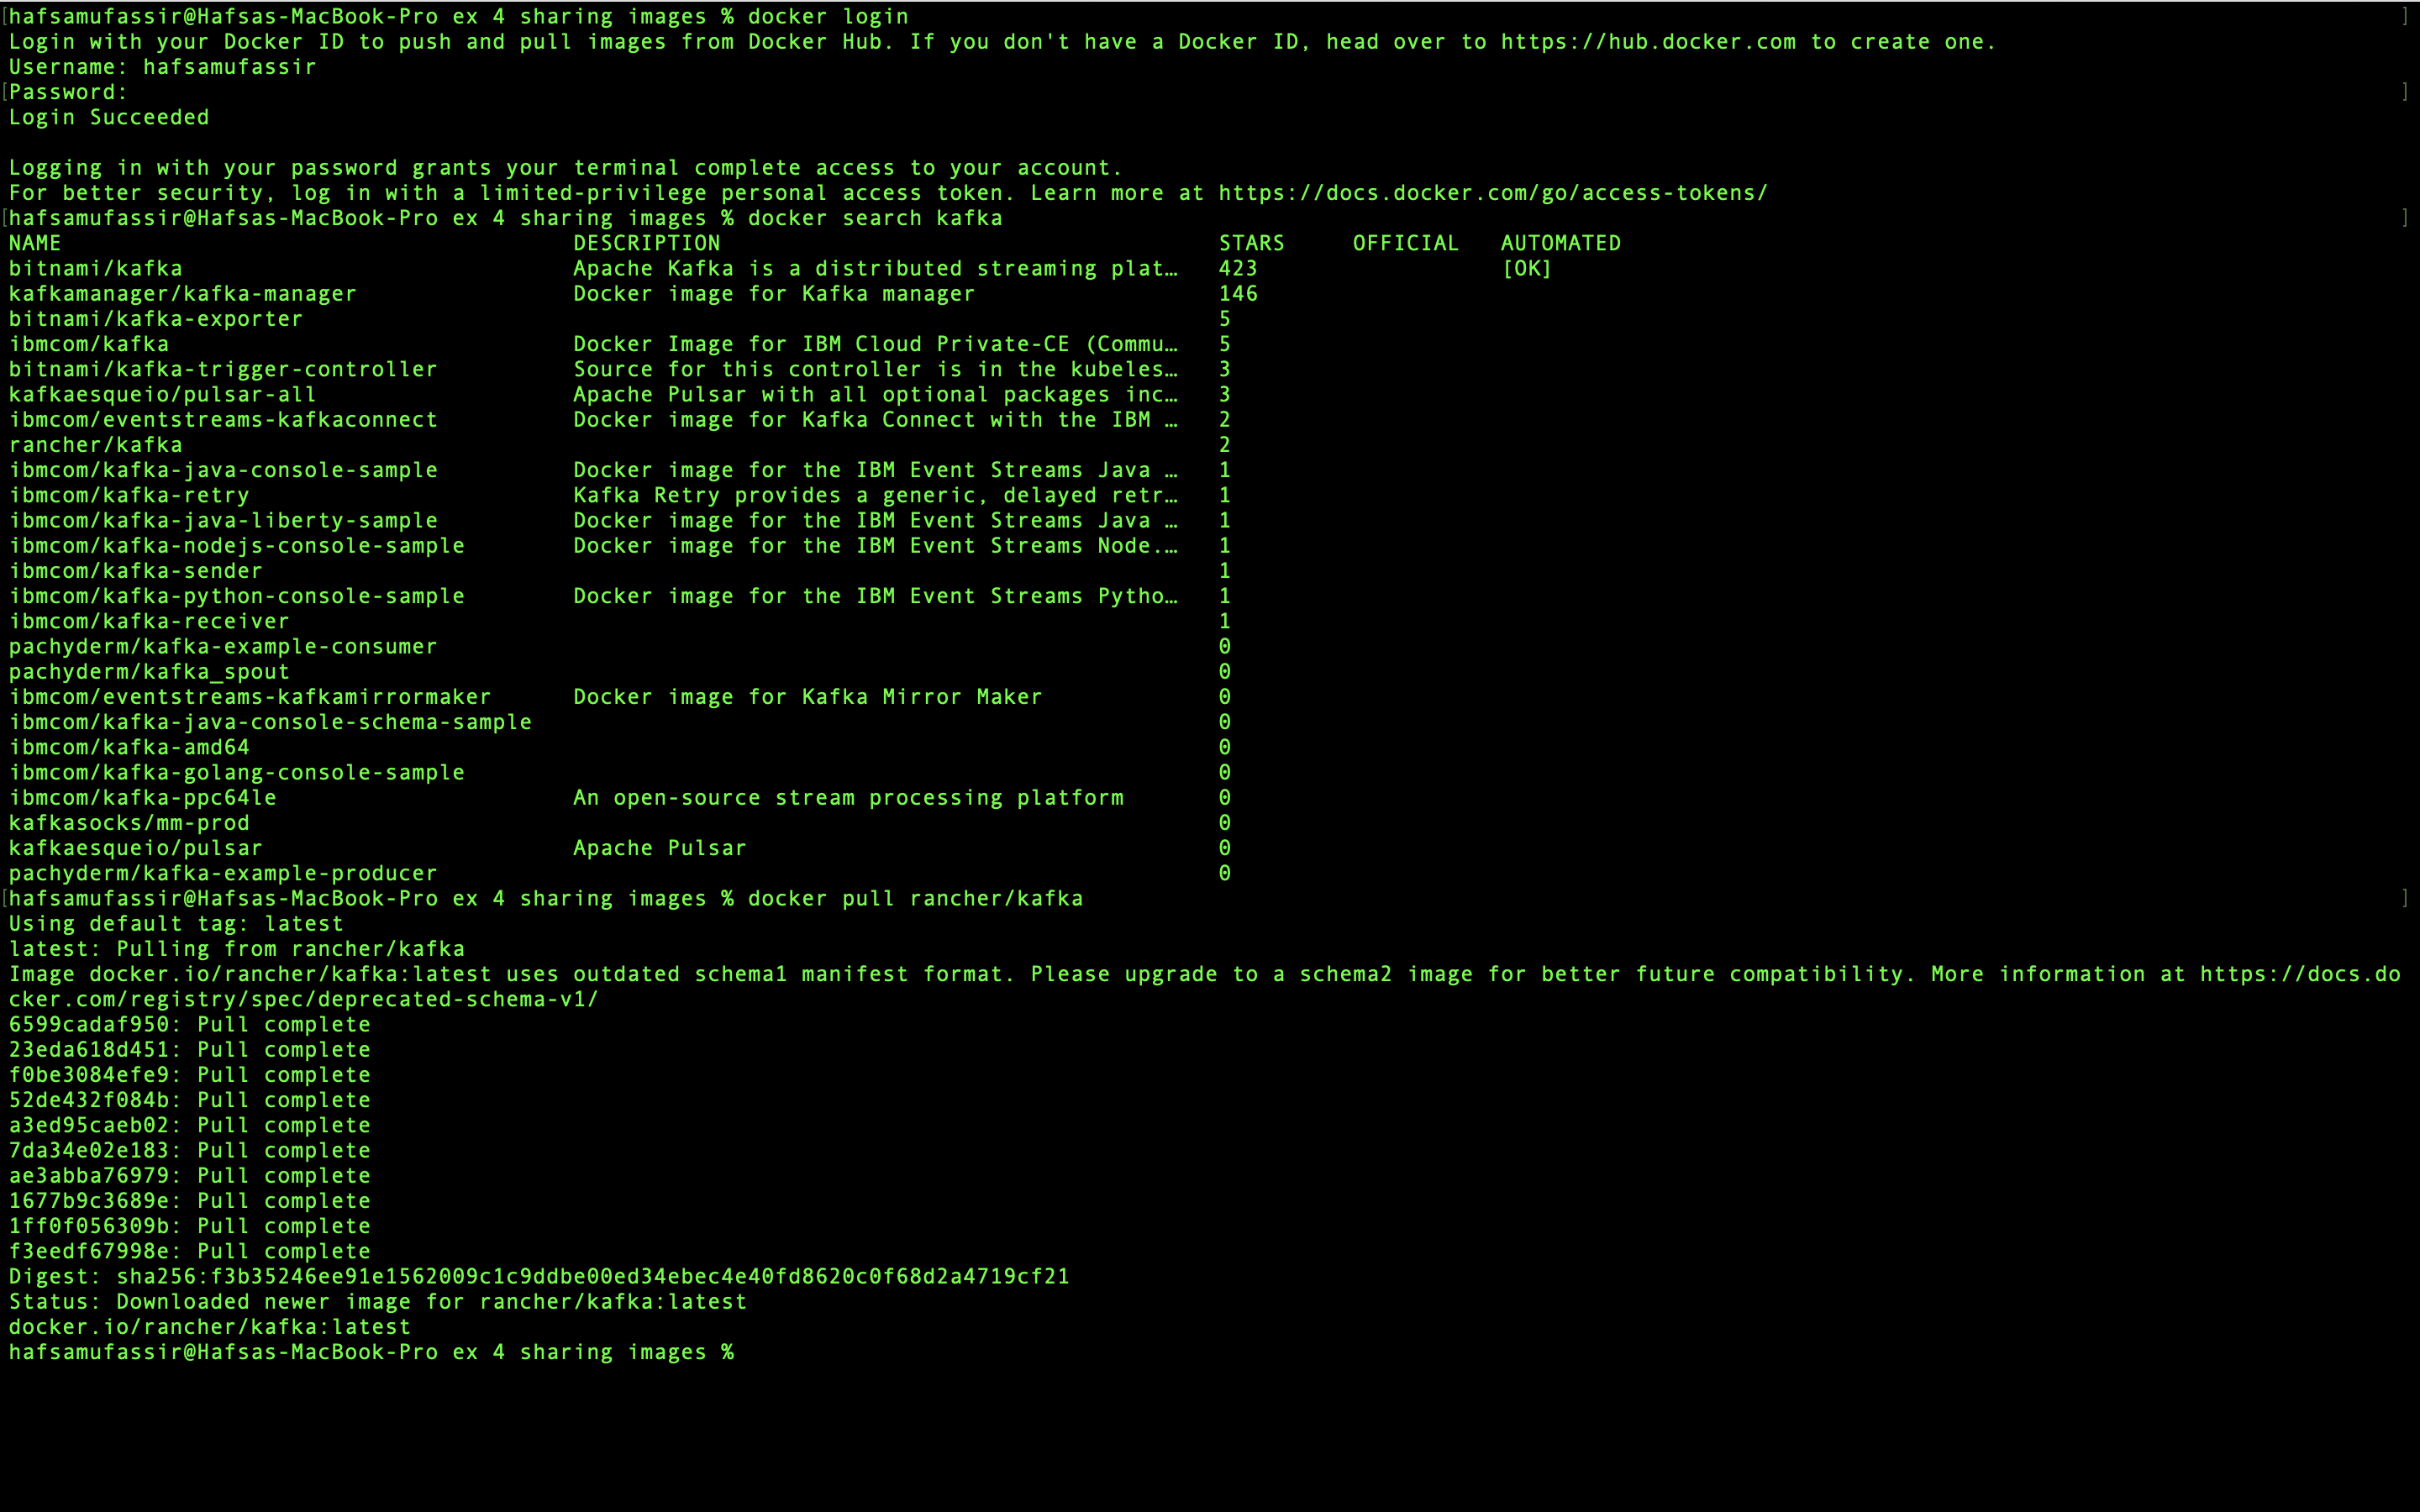 [hafsamufassir@Hafsas-MacBook-Pro ex 4 sharing images % docker login ]
Login with your Docker ID to push and pull images from Docker Hub. If you don't have a Docker ID, head over to https://hub.docker.com to create one.
Username: hafsamufassir
[Password: ]
Login Succeeded
Logging in with your password grants your terminal complete access to your account.
For better security, log in with a limited-privilege personal access token. Learn more at https://docs.docker.com/go/access-tokens/
[hafsamufassir@Hafsas-MacBook-Pro ex 4 sharing images % docker search kafka ]
NAME DESCRIPTION STARS OFFICIAL AUTOMATED
bitnami/kafka Apache Kafka is a distributed streaming plat… 423 [OK]
kafkamanager/kafka-manager Docker image for Kafka manager 146
bitnami/kafka-exporter 5
ibmcom/kafka Docker Image for IBM Cloud Private-CE (Commu… 5
bitnami/kafka-trigger-controller Source for this controller is in the kubeles… 3
kafkaesqueio/pulsar-all Apache Pulsar with all optional packages inc… 3
ibmcom/eventstreams-kafkaconnect Docker image for Kafka Connect with the IBM … 2
rancher/kafka 2
ibmcom/kafka-java-console-sample Docker image for the IBM Event Streams Java … 1
ibmcom/kafka-retry Kafka Retry provides a generic, delayed retr… 1
ibmcom/kafka-java-liberty-sample Docker image for the IBM Event Streams Java … 1
ibmcom/kafka-nodejs-console-sample Docker image for the IBM Event Streams Node.… 1
ibmcom/kafka-sender 1
ibmcom/kafka-python-console-sample Docker image for the IBM Event Streams Pytho… 1
ibmcom/kafka-receiver 1
pachyderm/kafka-example-consumer 0
pachyderm/kafka_spout 0
ibmcom/eventstreams-kafkamirrormaker Docker image for Kafka Mirror Maker 0
ibmcom/kafka-java-console-schema-sample 0
ibmcom/kafka-amd64 0
ibmcom/kafka-golang-console-sample 0
ibmcom/kafka-ppc64le An open-source stream processing platform 0
kafkasocks/mm-prod 0
kafkaesqueio/pulsar Apache Pulsar 0
pachyderm/kafka-example-producer 0
[hafsamufassir@Hafsas-MacBook-Pro ex 4 sharing images % docker pull rancher/kafka ]
Using default tag: latest
latest: Pulling from rancher/kafka
Image docker.io/rancher/kafka:latest uses outdated schema1 manifest format. Please upgrade to a schema2 image for better future compatibility. More information at https://docs.do
cker.com/registry/spec/deprecated-schema-v1/
6599cadaf950: Pull complete
23eda618d451: Pull complete
f0be3084efe9: Pull complete
52de432f084b: Pull complete
a3ed95caeb02: Pull complete
7da34e02e183: Pull complete
ae3abba76979: Pull complete
1677b9c3689e: Pull complete
1ff0f056309b: Pull complete
f3eedf67998e: Pull complete
Digest: sha256:f3b35246ee91e1562009c1c9ddbe00ed34ebec4e40fd8620c0f68d2a4719cf21
Status: Downloaded newer image for rancher/kafka:latest
docker.io/rancher/kafka:latest
hafsamufassir@Hafsas-MacBook-Pro ex 4 sharing images %